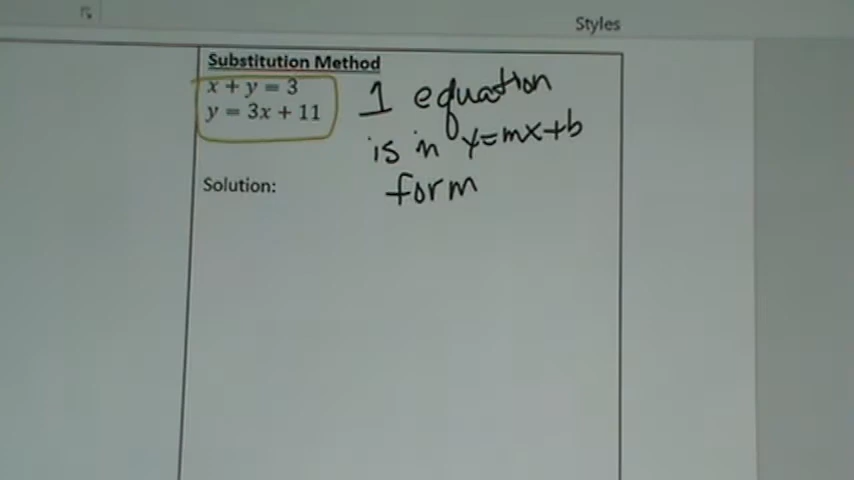 Styles
Substitution Method
x + y = 3
y = 3x + 11
1 equation
is in y=mx+b
form
Solution: